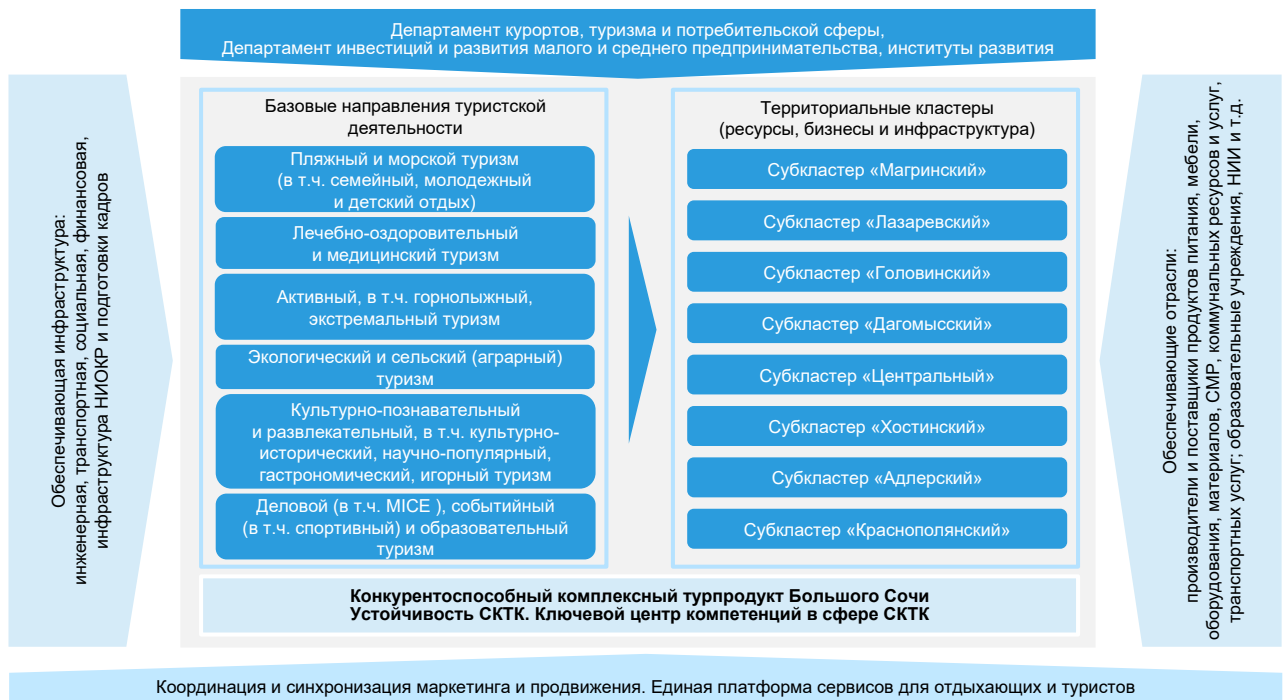 Департамент курортов, туризма и потребительской сферы,
Департамент инвестиций и развития малого и среднего предпринимательства, институты развития
Обеспечивающая инфраструктура:
инженерная, транспортная, социальная, финансовая,
инфраструктура НИОКР и подготовки кадров
Базовые направления туристской
деятельности
Пляжный и морской туризм
(в т.ч. семейный, молодежный
и детский отдых)
Лечебно-оздоровительный
и медицинский туризм
Активный, в т.ч. горнолыжный,
экстремальный туризм
Экологический и сельский (аграрный)
туризм
Культурно-познавательный
и развлекательный, в т.ч. культурно-
исторический, научно-популярный,
гастрономический, игорный туризм
Деловой (в т.ч. MICE ), событийный
(в т.ч. спортивный) и образовательный
туризм
Территориальные кластеры
(ресурсы, бизнесы и инфраструктура)
Субкластер «Магринский»
Субкластер «Лазаревский»
Субкластер «Головинский»
Субкластер «Дагомысский»
Субкластер «Центральный»
Субкластер «Хостинский»
Субкластер «Адлерский»
Субкластер «Краснополянский»
Обеспечивающие отрасли:
производители и поставщики продуктов питания, мебели,
оборудования, материалов, СМР, коммунальных ресурсов и услуг,
транспортных услуг; образовательные учреждения, НИИ и т.д.
Конкурентоспособный комплексный турпродукт Большого Сочи
Устойчивость СКТК. Ключевой центр компетенций в сфере СКТК
Координация и синхронизация маркетинга и продвижения. Единая платформа сервисов для отдыхающих и туристов